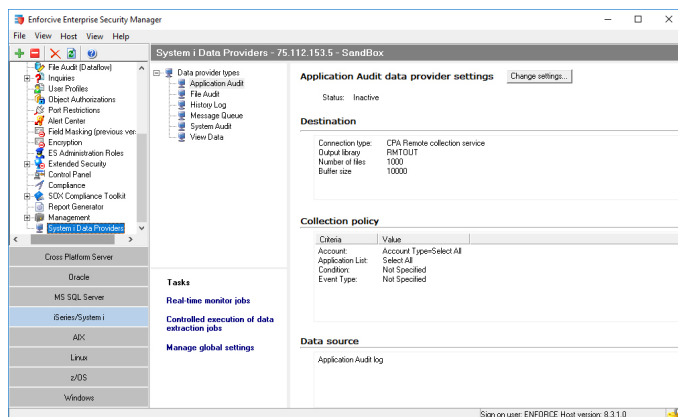 Enforcive Enterprise Security Manager
File View Host View Help
System i Data Providers - 75.112.153.5 - SandBox
File Audit (Dataflow)
Inquiries
User Profiles
Object Authorizations
Port Restrictions
Alert Center
Field Masking (previous ver:
Encryption
ES Administration Roles
Extended Security
Control Panel
Compliance
SOX Compliance Toolkit
Report Generator
Management
System i Data Providers
Cross Platform Server
Oracle
MS SQL Server
iSeries/System i
AIX
Linux
z/OS
Windows
Data provider types
Application Audit
File Audit
History Log
Message Queue
System Audit
View Data
Tasks
Real-time monitor jobs
Controlled execution of data
extraction jobs
Manage global settings
Application Audit data provider settings
Change settings...
Status: Inactive
Destination
Connection type: CPA Remote collection service
Output library RMTOUT
Number of files 1000
Buffer size 10000
Collection policy
Criteria Value
Account: Account Type=Select All
Application List: Select All
Condition: Not Specified
Event Type: Not Specified
Data source
Application Audit log
Sign on user: ENFORCE Host version: 8.3.1.0